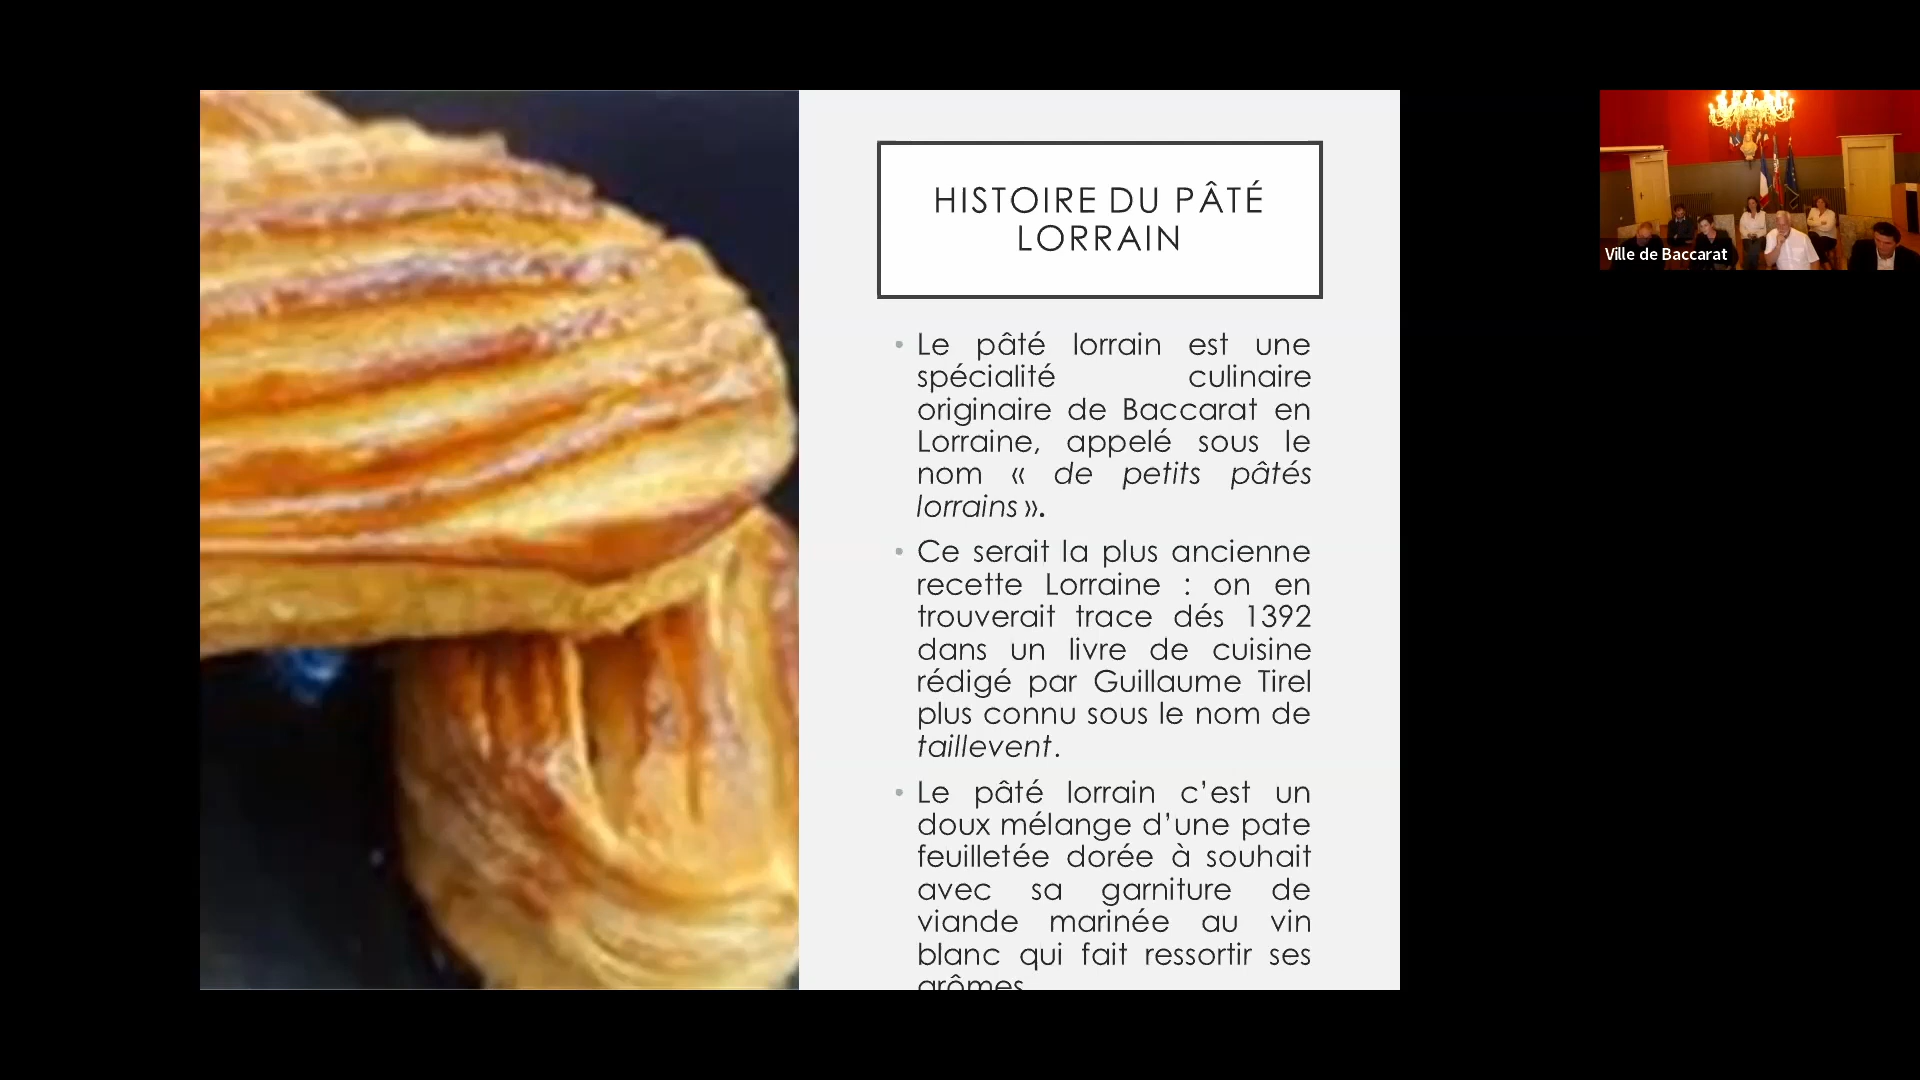 HISTOIRE DU PÂTÉ
LORRAIN
• Le pâté lorrain est une
spécialité culinaire
originaire de Baccarat en
Lorraine, appelé sous le
nom « de petits pâtés
lorrains ».
• Ce serait la plus ancienne
recette Lorraine : on en
trouverait trace dés 1392
dans un livre de cuisine
rédigé par Guillaume Tirel
plus connu sous le nom de
taillevent.
• Le pâté lorrain c’est un
doux mélange d’une pate
feuilletée dorée à souhait
avec sa garniture de
viande marinée au vin
blanc qui fait ressortir ses
arômes
Ville de Baccarat